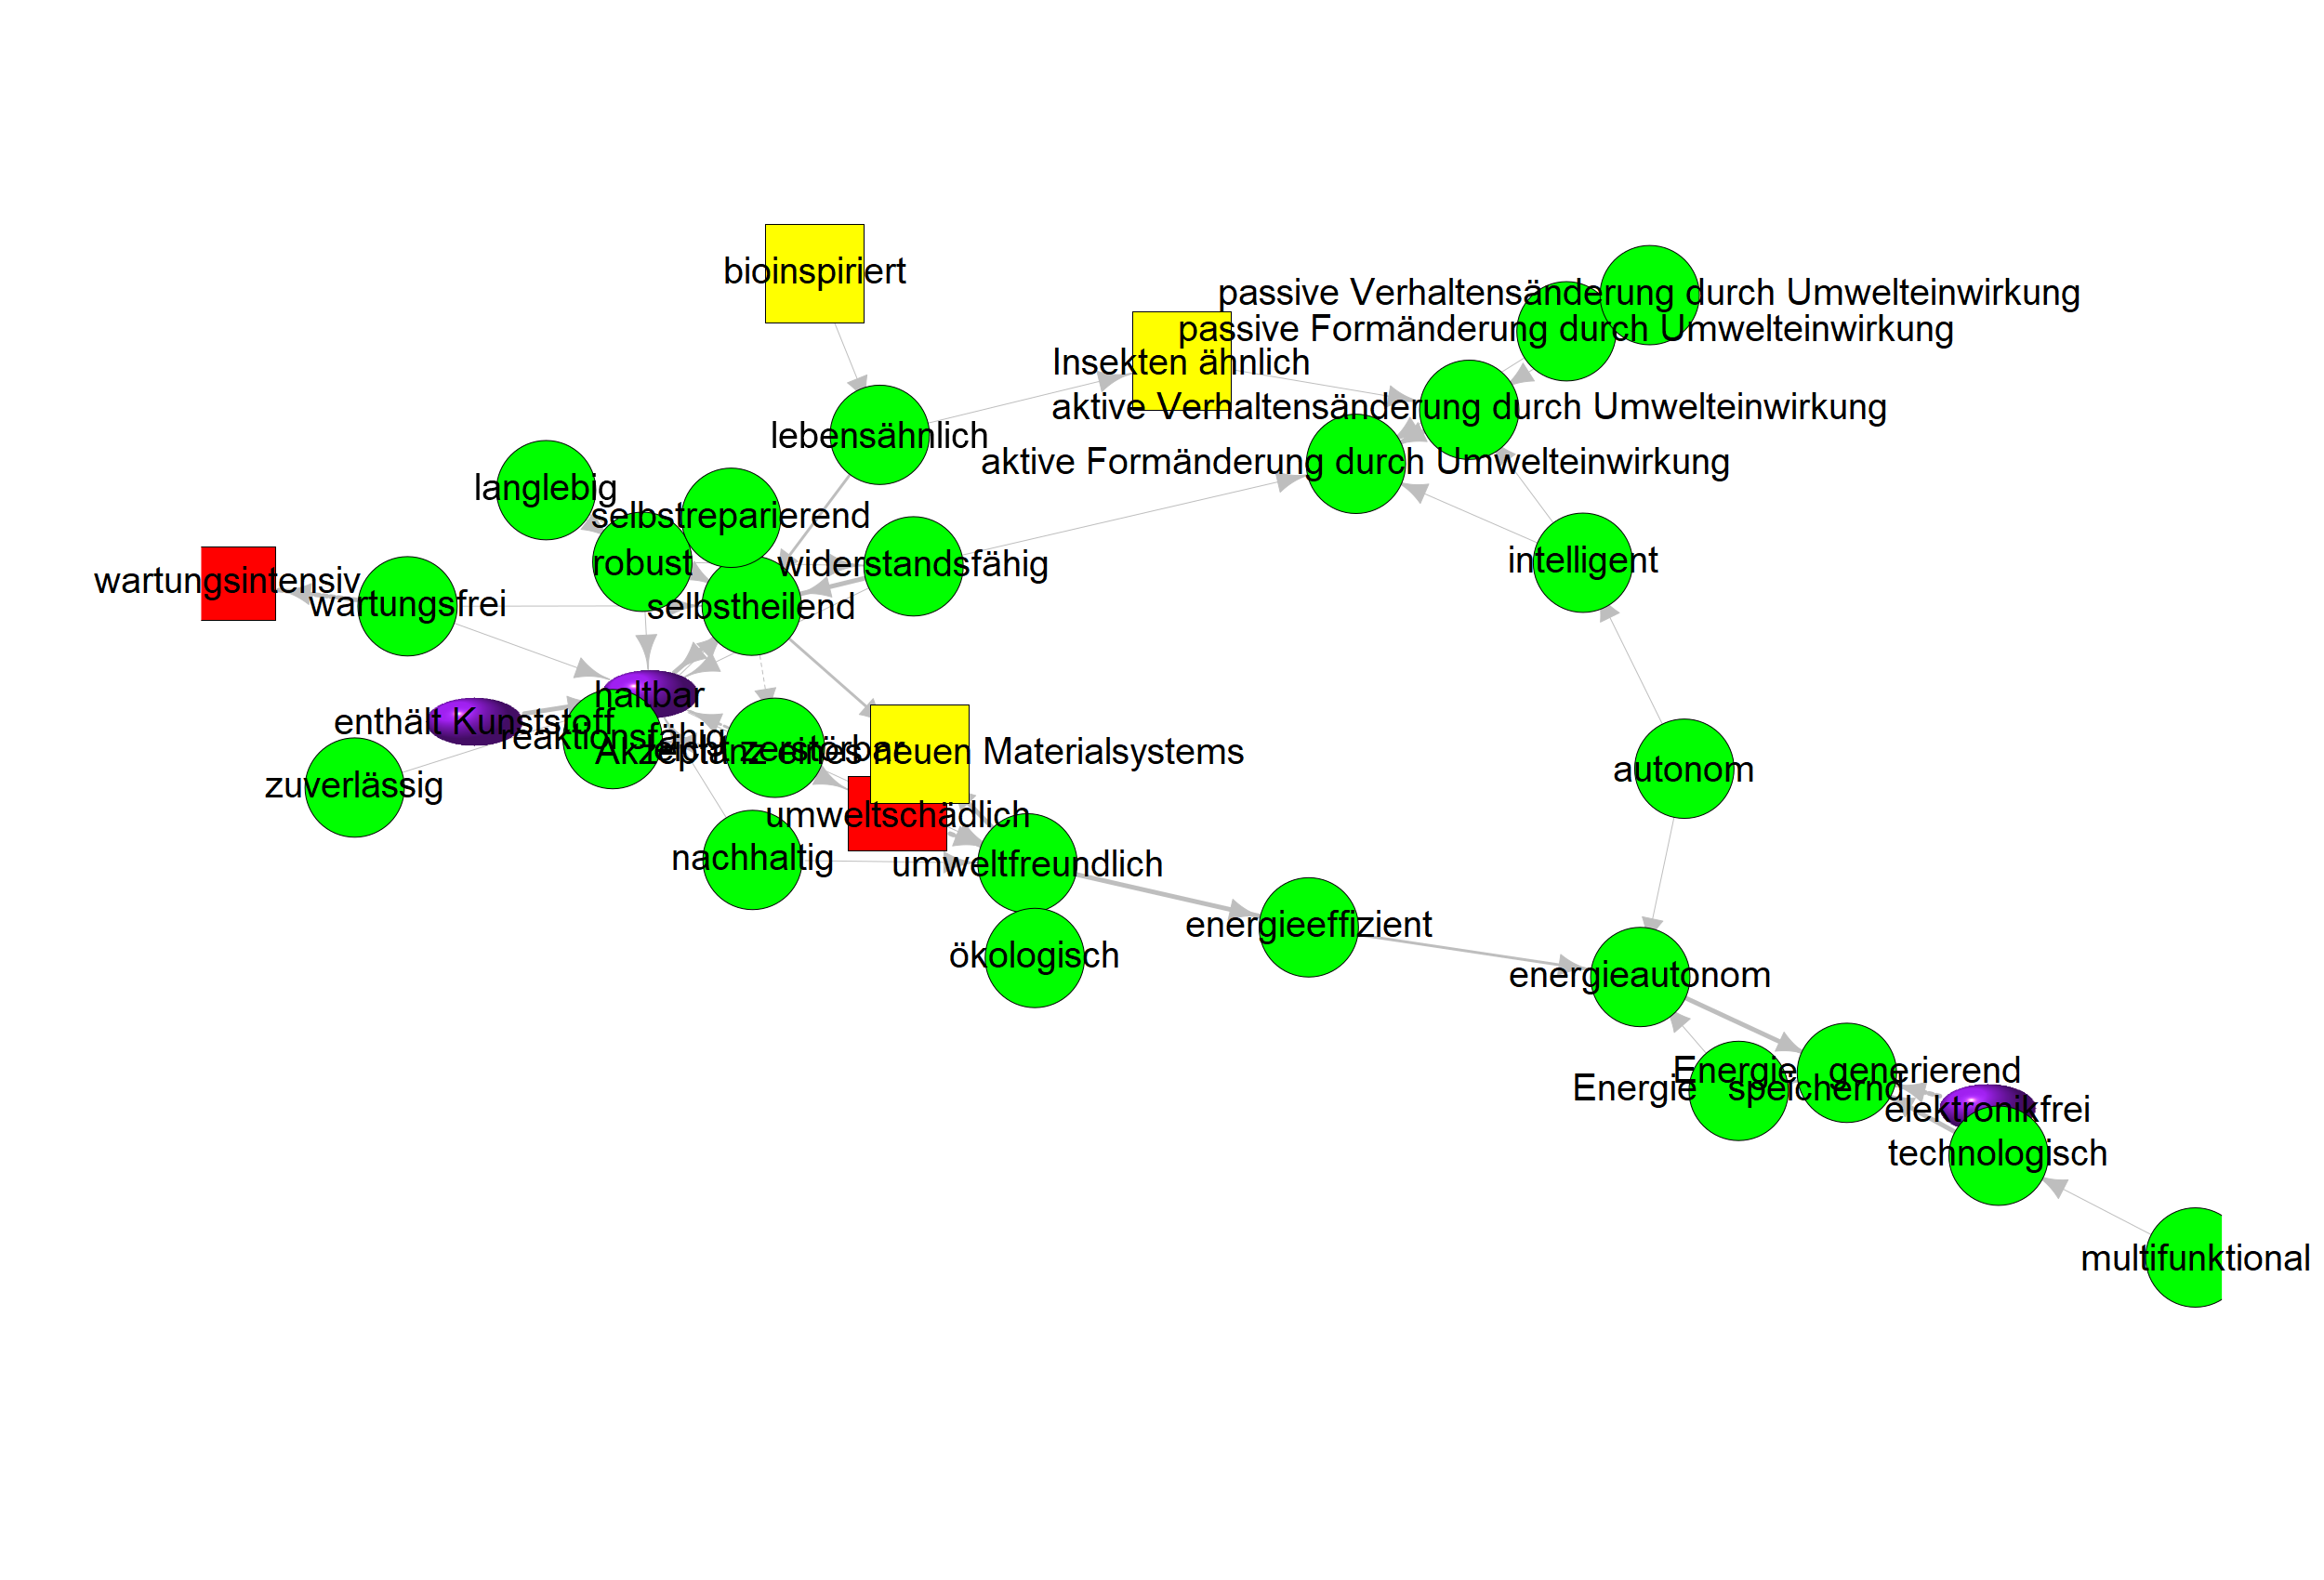 bioinspiriert
passive Verhaltensänderung durch Umwelteinwirkung
passive Formänderung durch Umwelteinwirkung
Insekten ähnlich
aktive Verhaltensänderung durch Umwelteinwirkung
lebensähnlich
aktive Formänderung durch Umwelteinwirkung
langlebig
selbstreparierend
robust
widerstandsfähig
intelligent
wartungsintensiv
wartungsfrei
selbstheilend
haltbar
enthält Kunststoff
reaktionsfähig
leicht zerstörbar
Akzeptanz eines neuen Materialsystems
autonom
zuverlässig
umweltschädlich
nachhaltig
umweltfreundlich
energieeffizient
ökologisch
energieautonom
Energie generierend
Energie speichernd
elektronikfrei
technologisch
multifunktional